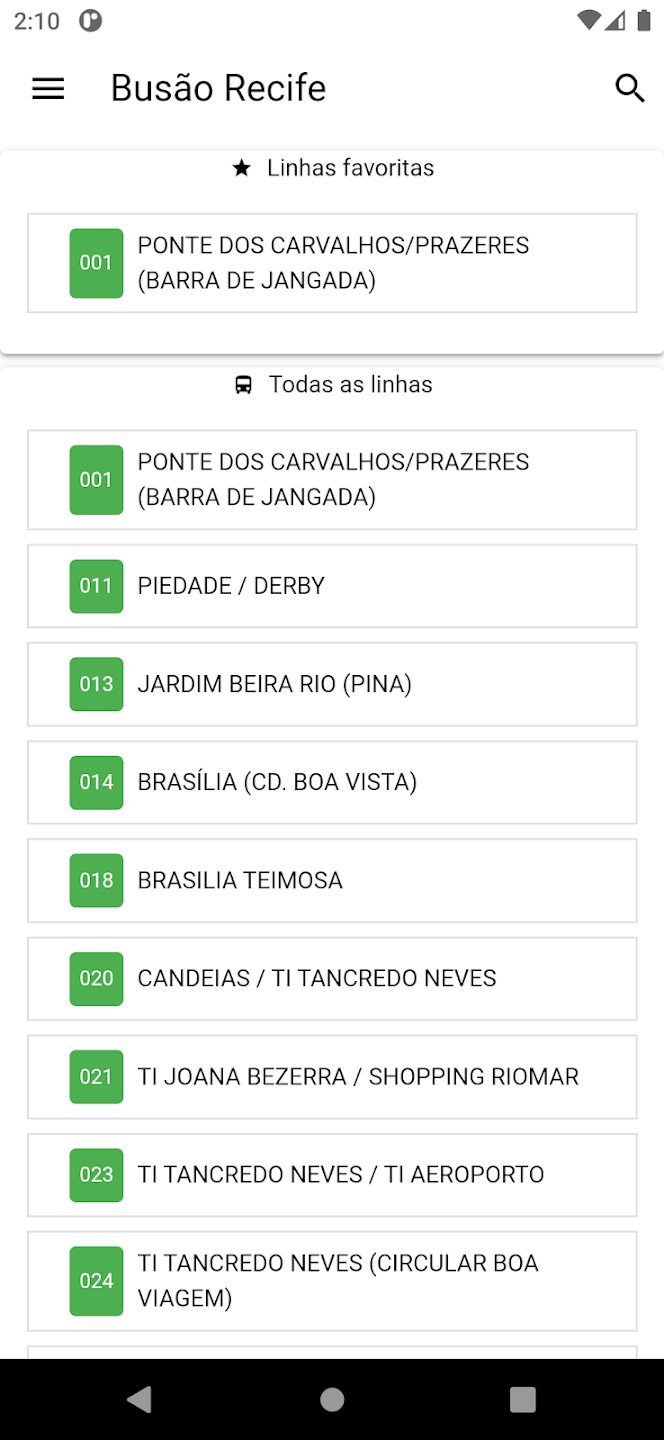 2:10
Busão Recife
Linhas favoritas
001
PONTE DOS CARVALHOS/PRAZERES
(BARRA DE JANGADA)
Todas as linhas
001
PONTE DOS CARVALHOS/PRAZERES
(BARRA DE JANGADA)
011
PIEDADE / DERBY
013
JARDIM BEIRA RIO (PINA)
014
BRASÍLIA (CD. BOA VISTA)
018
BRASILIA TEIMOSA
020
CANDEIAS / TI TANCREDO NEVES
021
TI JOANA BEZERRA / SHOPPING RIOMAR
023
TI TANCREDO NEVES / TI AEROPORTO
024
TI TANCREDO NEVES (CIRCULAR BOA
VIAGEM)